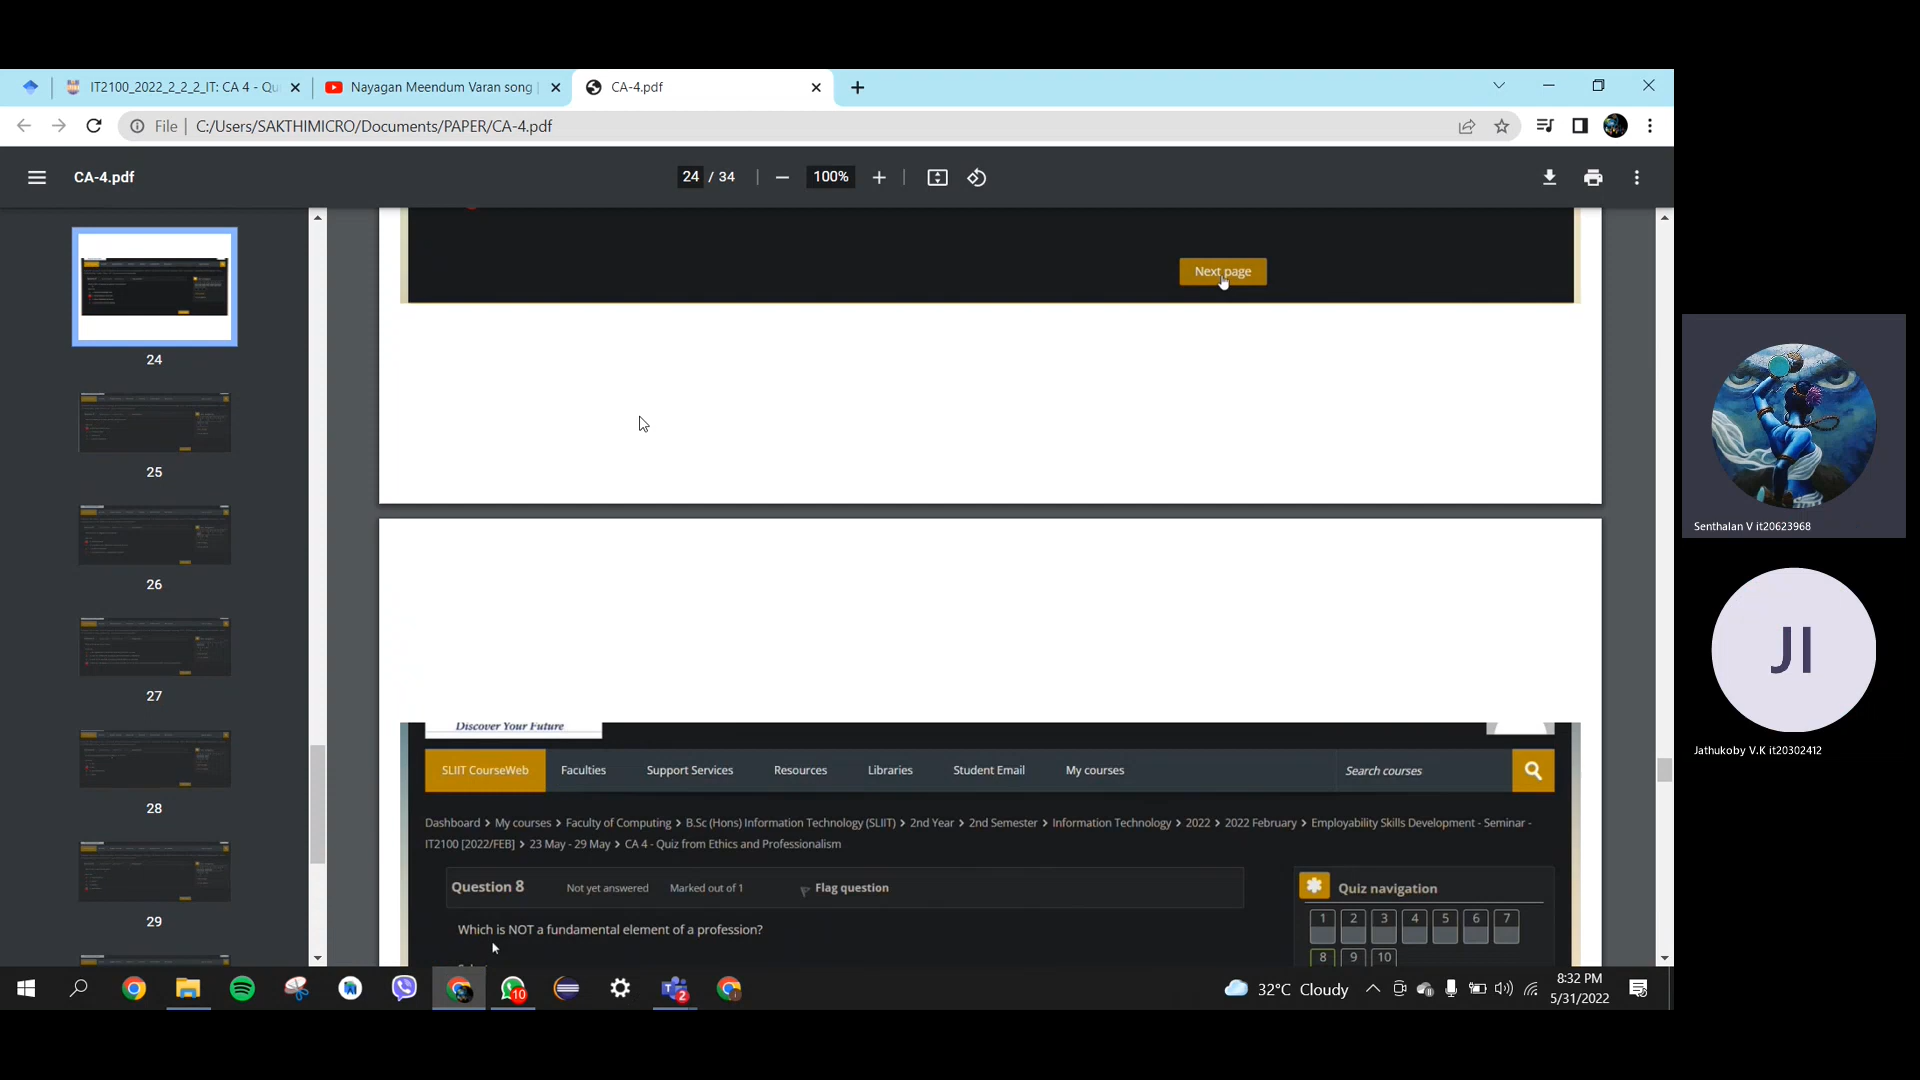 IT2100_2022_2_2_2_IT: CA 4 - Qu
Nayagan Meendum Varan song
CA-4.pdf
File
C:/Users/SAKTHIMICRO/Documents/PAPER/CA-4.pdf
CA-4.pdf
24 / 34
100%
24
25
26
27
28
29
Next page
Discover Your Future
SLIIT CourseWeb
Faculties
Support Services
Resources
Libraries
Student Email
My courses
Search courses
Dashboard > My courses > Faculty of Computing > B.Sc (Hons) Information Technology (SLIIT) > 2nd Year > 2nd Semester > Information Technology > 2022 > 2022 February > Employability Skills Development - Seminar -
IT2100 [2022/FEB] > 23 May - 29 May > CA 4 - Quiz from Ethics and Professionalism
Question 8
Not yet answered
Marked out of 1
Flag question
Quiz navigation
1 2 3 4 5 6 7
8 9 10
Which is NOT a fundamental element of a profession?
Senthalan V it20623968
JI
Jathukoby V.K it20302412
10
2
32°C Cloudy
8:32 PM
5/31/2022